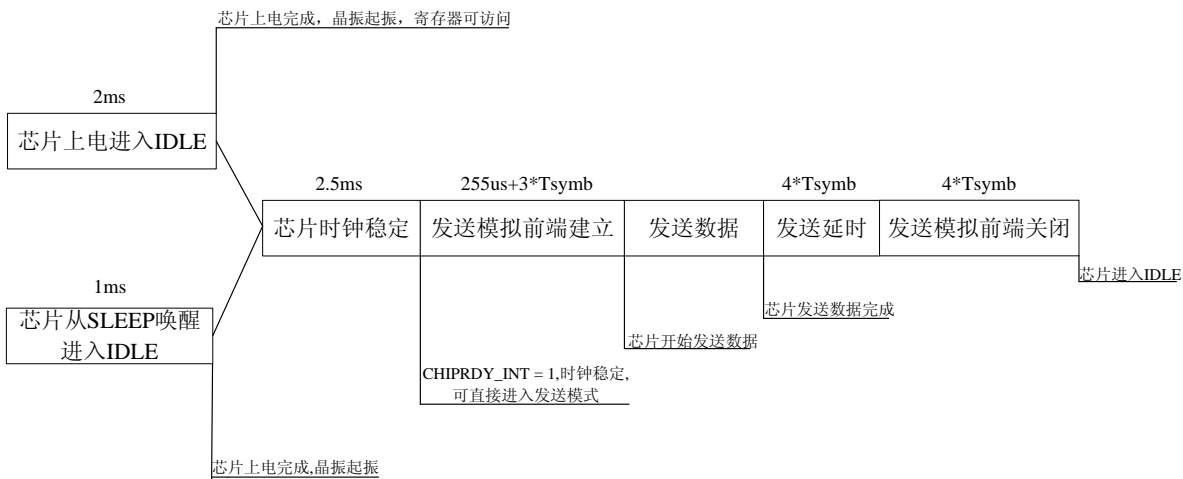 芯片上电完成，晶振起振，寄存器可访问
2ms
芯片上电进入IDLE
2.5ms
255us+3*Tsymb
4*Tsymb
4*Tsymb
芯片时钟稳定
发送模拟前端建立
发送数据
发送延时
发送模拟前端关闭
芯片进入IDLE
1ms
芯片从SLEEP唤醒
进入IDLE
芯片发送数据完成
芯片开始发送数据
CHIPRDY_INT = 1,时钟稳定,
可直接进入发送模式
芯片上电完成,晶振起振